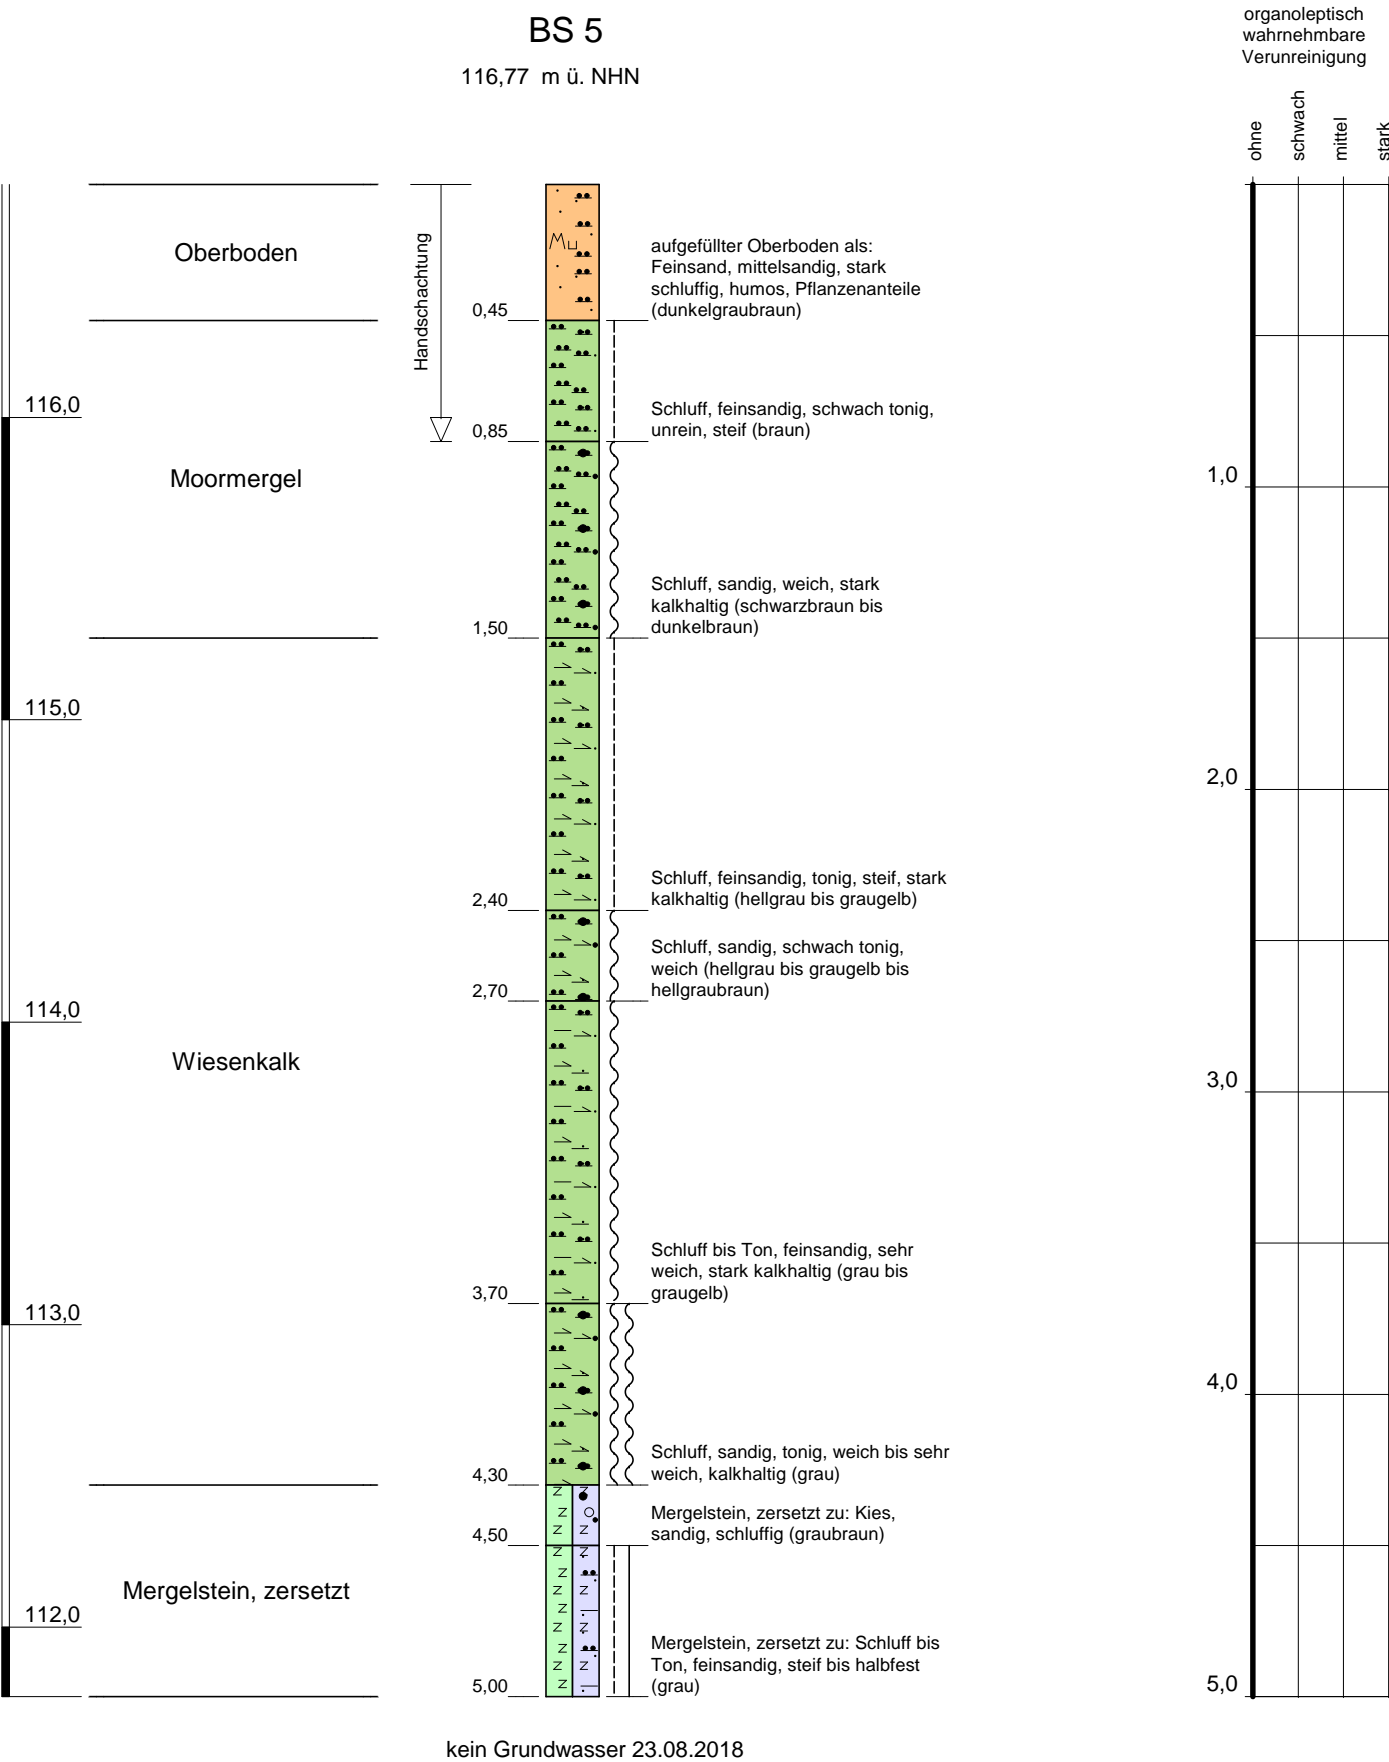 BS 5
116,77 m ü. NHN
organoleptisch
wahrnehmbare
Verunreinigung
ohne
schwach
mittel
stark
Oberboden
Handschachtung
Mu
aufgefüllter Oberboden als:
Feinsand, mittelsandig, stark
schluffig, humos, Pflanzenanteile
(dunkelgraubraun)
0,45
116,0
Schluff, feinsandig, schwach tonig,
unrein, steif (braun)
0,85
Moormergel
1,0
Schluff, sandig, weich, stark
kalkhaltig (schwarzbraun bis
dunkelbraun)
1,50
115,0
2,0
Schluff, feinsandig, tonig, steif, stark
kalkhaltig (hellgrau bis graugelb)
2,40
Schluff, sandig, schwach tonig,
weich (hellgrau bis graugelb bis
hellgraubraun)
2,70
114,0
Wiesenkalk
3,0
Schluff bis Ton, feinsandig, sehr
weich, stark kalkhaltig (grau bis
graugelb)
3,70
113,0
4,0
Schluff, sandig, tonig, weich bis sehr
weich, kalkhaltig (grau)
4,30
Mergelstein, zersetzt zu: Kies,
sandig, schluffig (graubraun)
4,50
Mergelstein, zersetzt
112,0
Mergelstein, zersetzt zu: Schluff bis
Ton, feinsandig, steif bis halbfest
(grau)
5,00
5,0
kein Grundwasser 23.08.2018